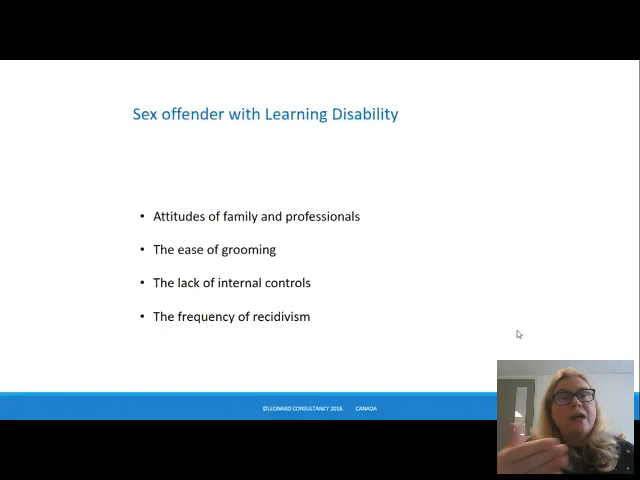 Sex offender with Learning Disability
• Attitudes of family and professionals
• The ease of grooming
• The lack of internal controls
• The frequency of recidivism
©LEONARD CONSULTANCY 2018. CANADA